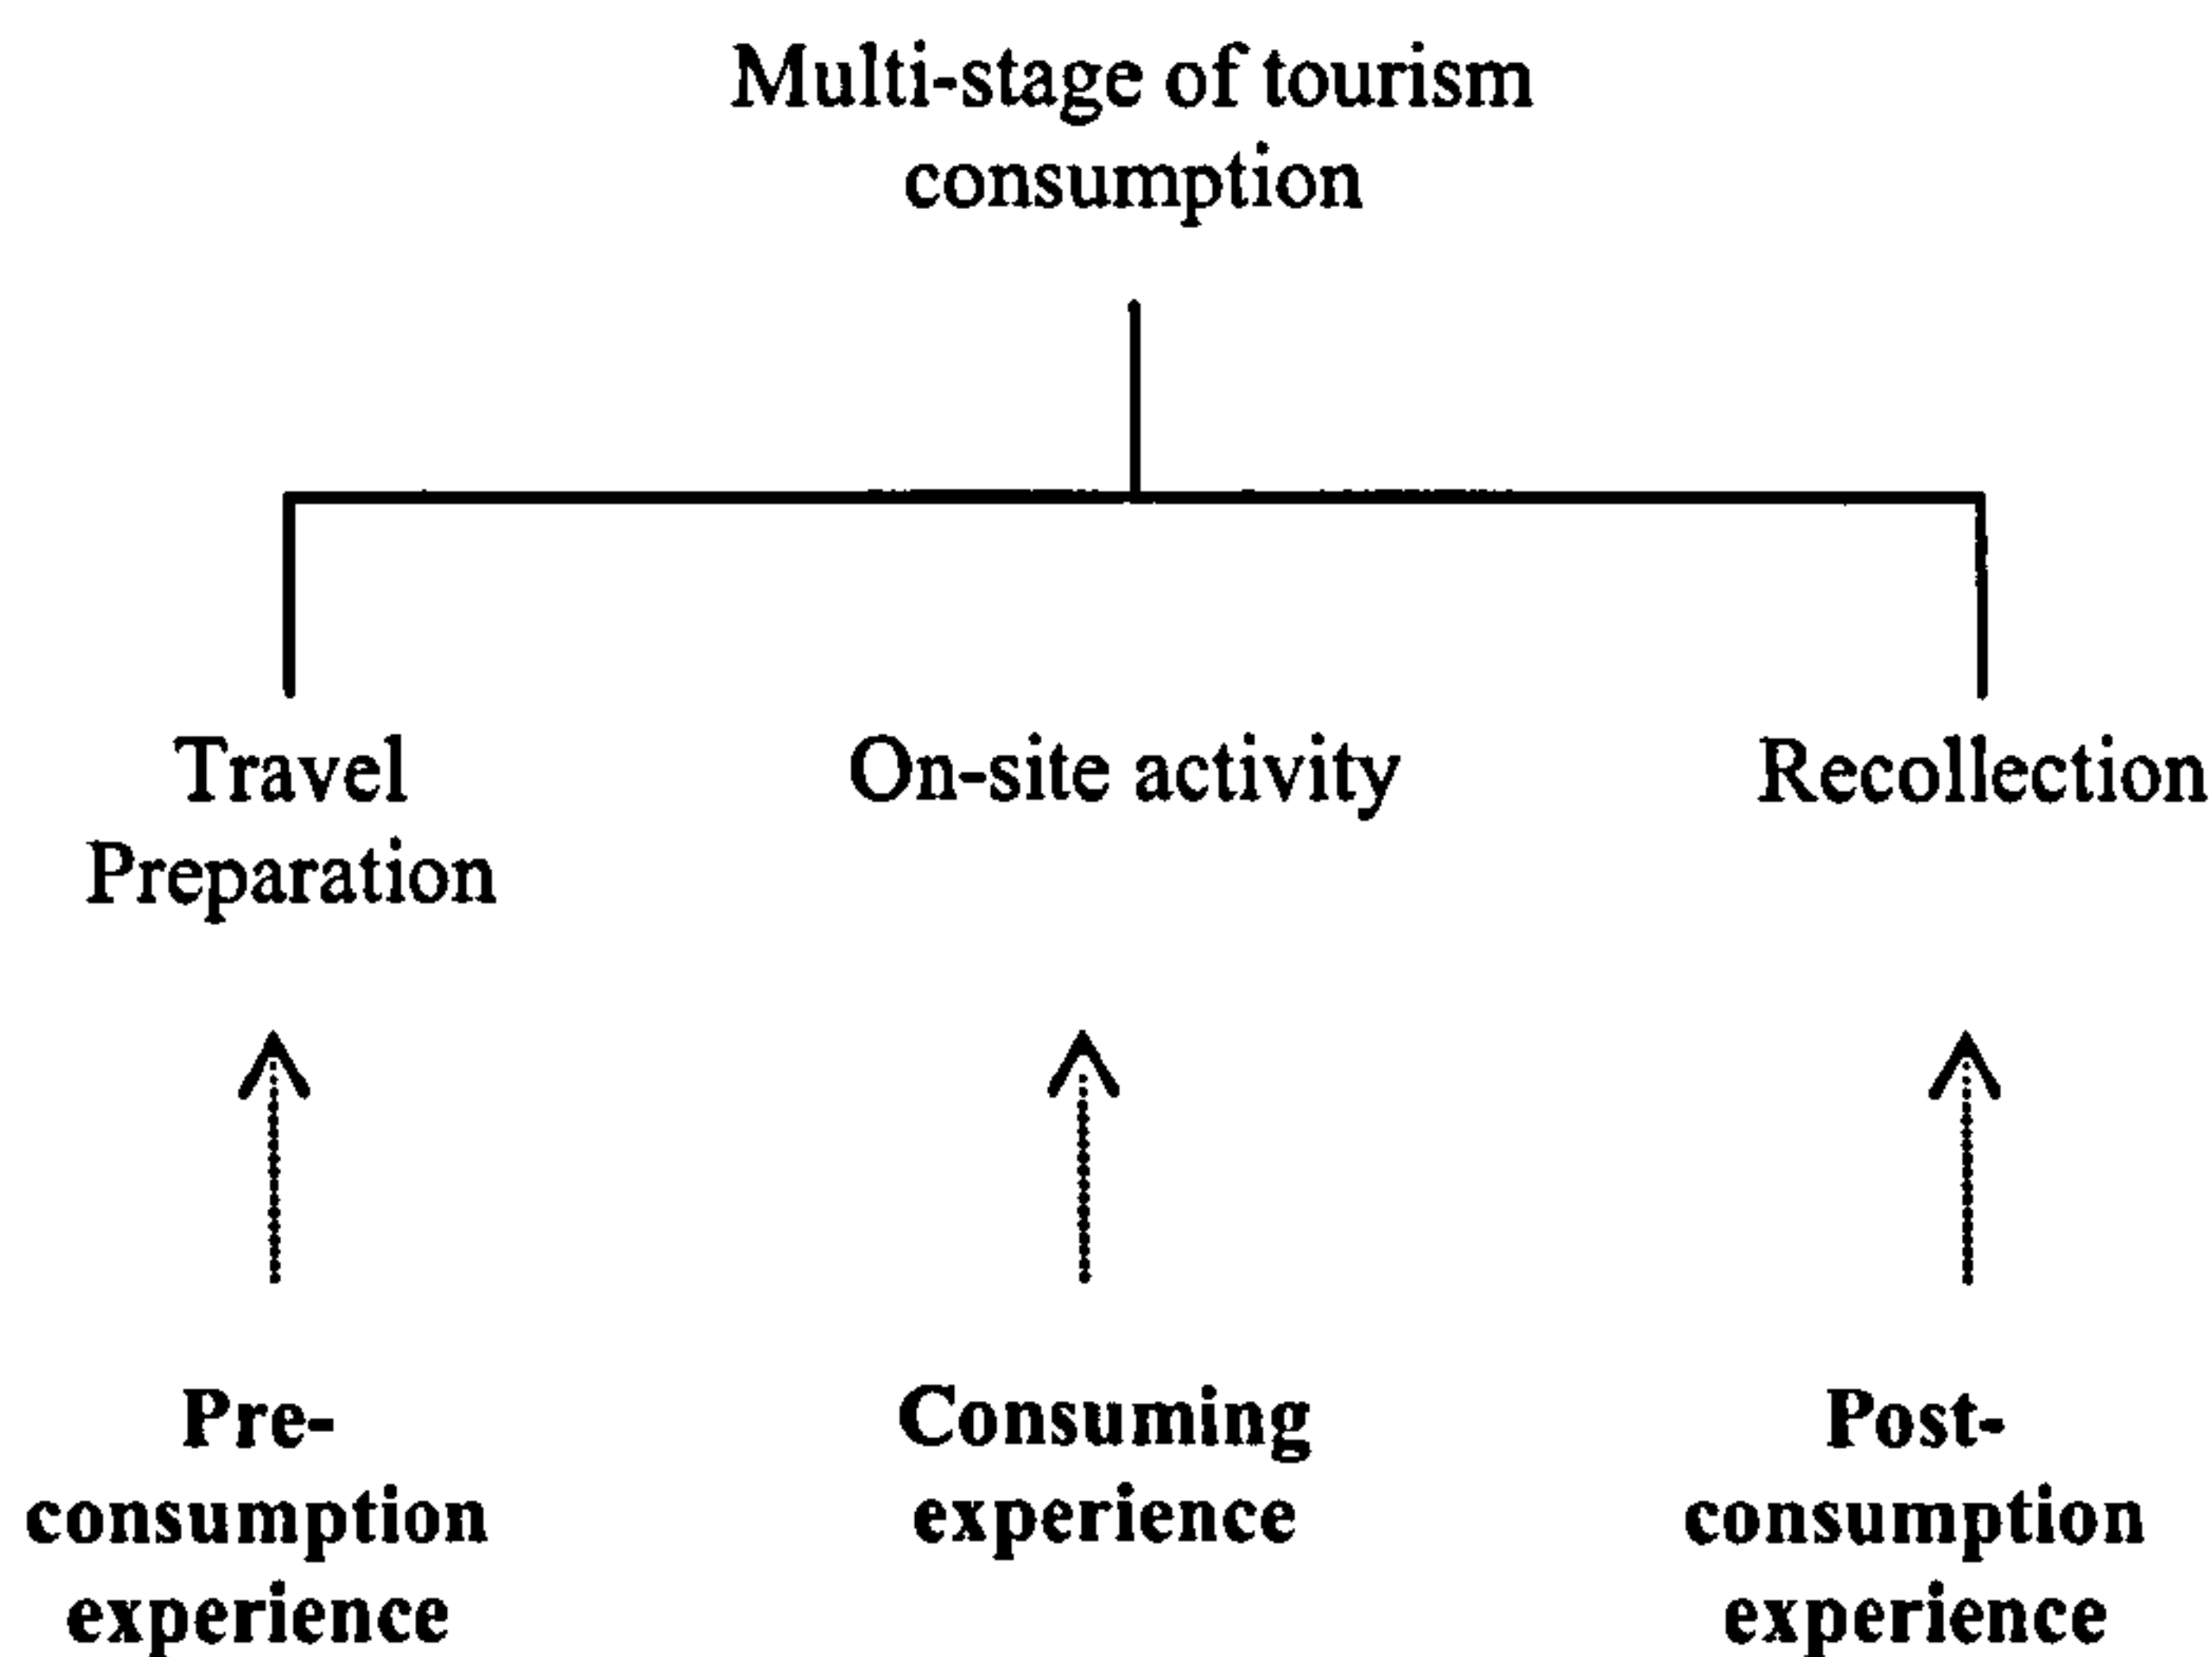 Multi-stage of tourism
consumption
Travel
Preparation
On-site activity
Recollection
Pre-
consumption
experience
Consuming
experience
Post-
consumption
experience